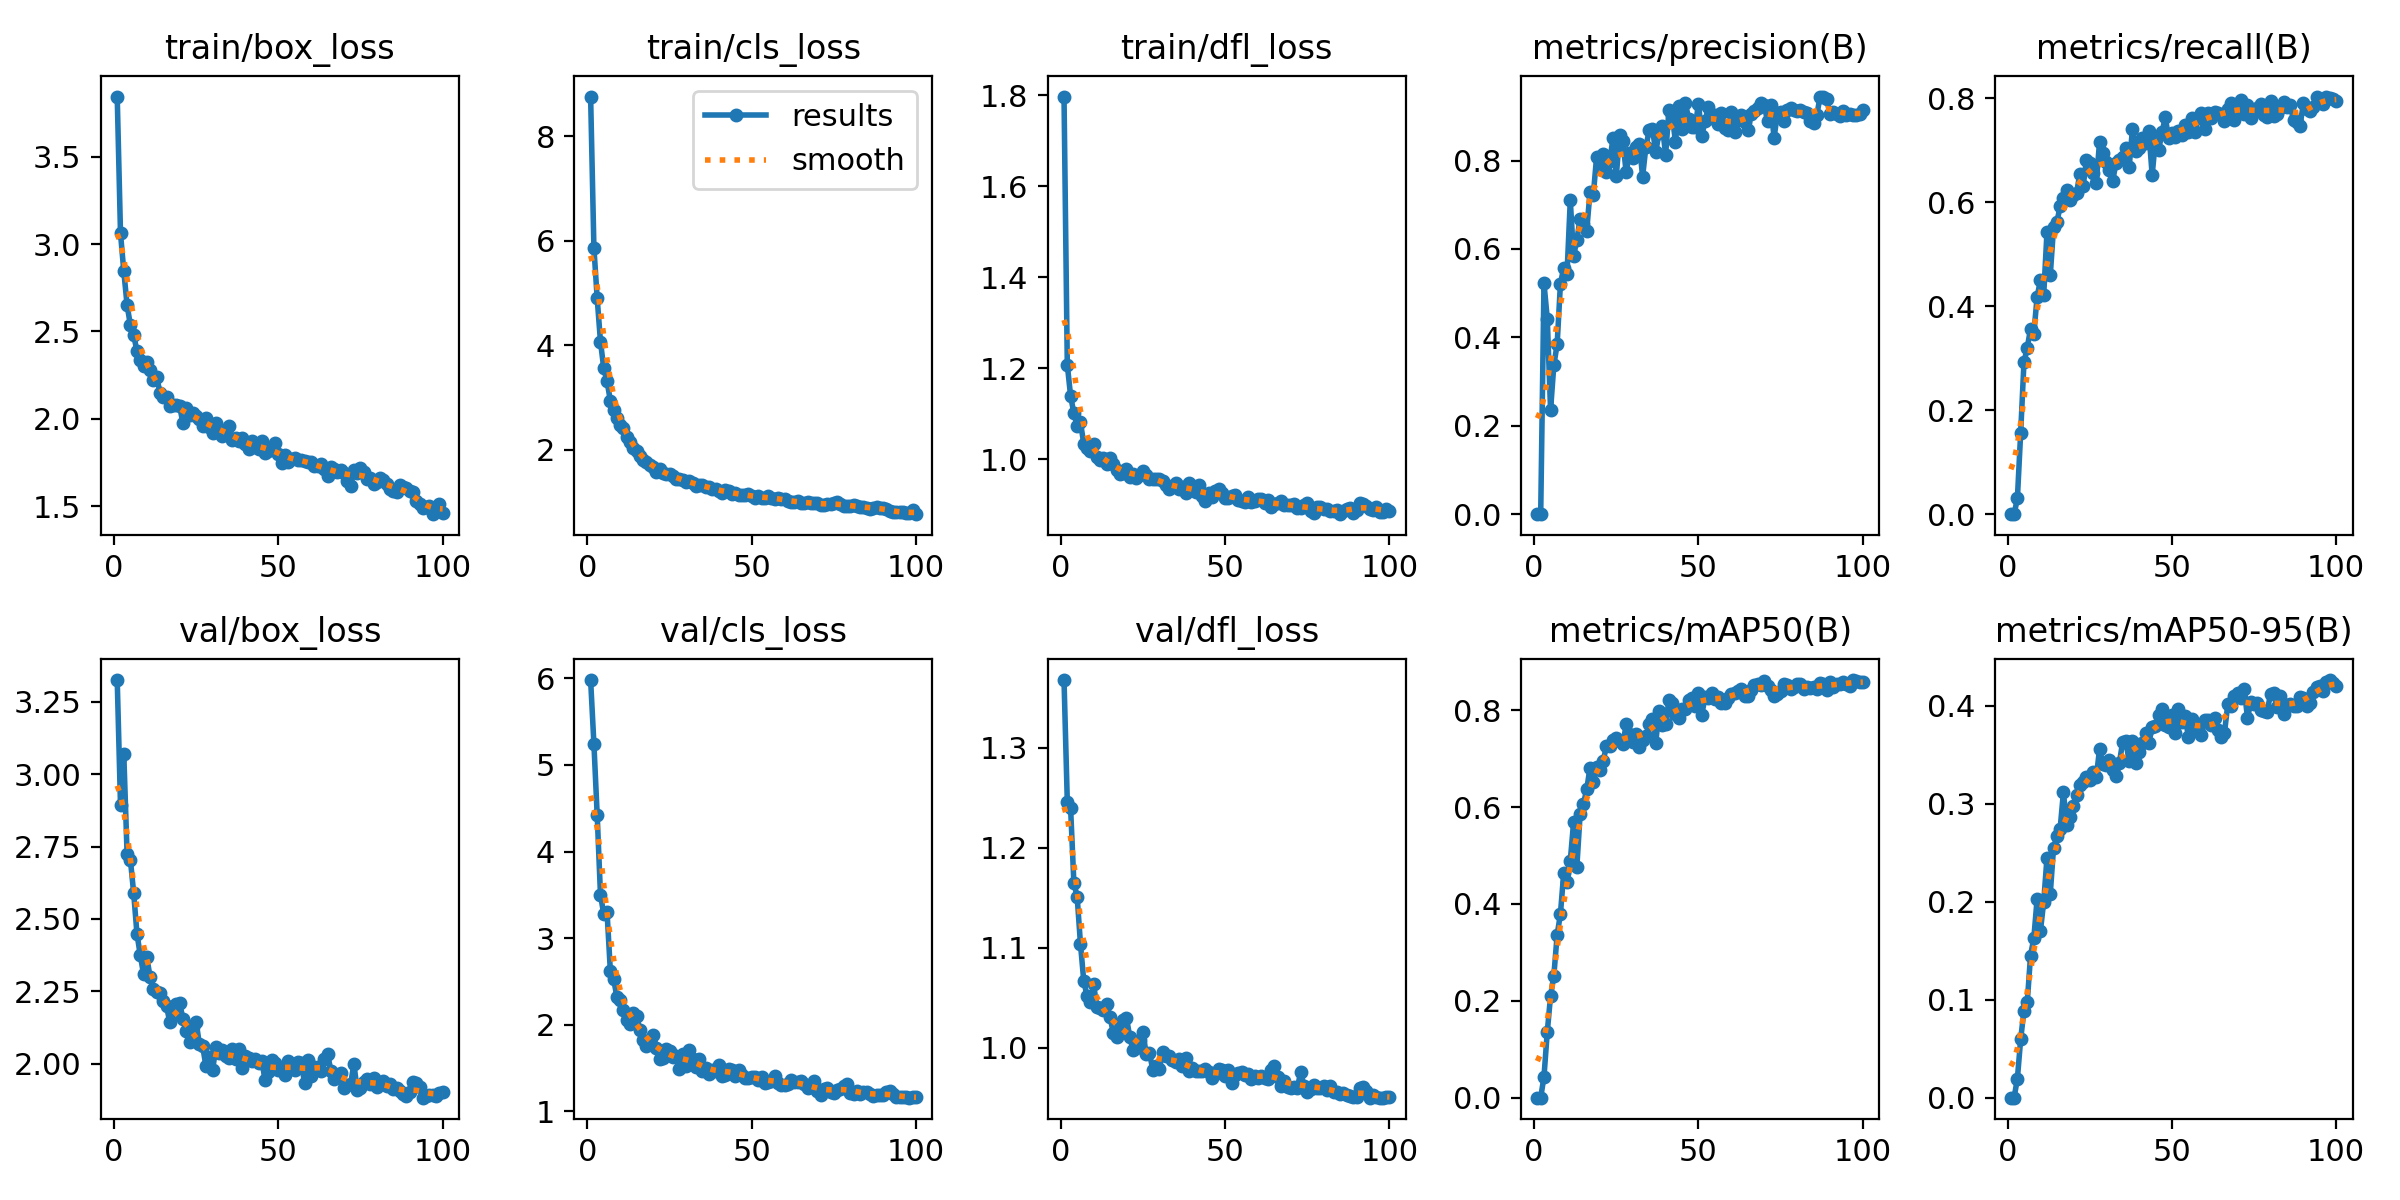 train/box_loss
train/cls_loss
train/dfl_loss
metrics/precision(B)
metrics/recall(B)
3.5
3.0
2.5
2.0
1.5
0 50 100
results
smooth
8
6
4
2
0 50 100
1.8
1.6
1.4
1.2
1.0
0 50 100
0.8
0.6
0.4
0.2
0.0
0 50 100
0.8
0.6
0.4
0.2
0.0
0 50 100
val/box_loss
val/cls_loss
val/dfl_loss
metrics/mAP50(B)
metrics/mAP50-95(B)
3.25
3.00
2.75
2.50
2.25
2.00
0 50 100
6
5
4
3
2
1
0 50 100
1.3
1.2
1.1
1.0
0 50 100
0.8
0.6
0.4
0.2
0.0
0 50 100
0.4
0.3
0.2
0.1
0.0
0 50 100